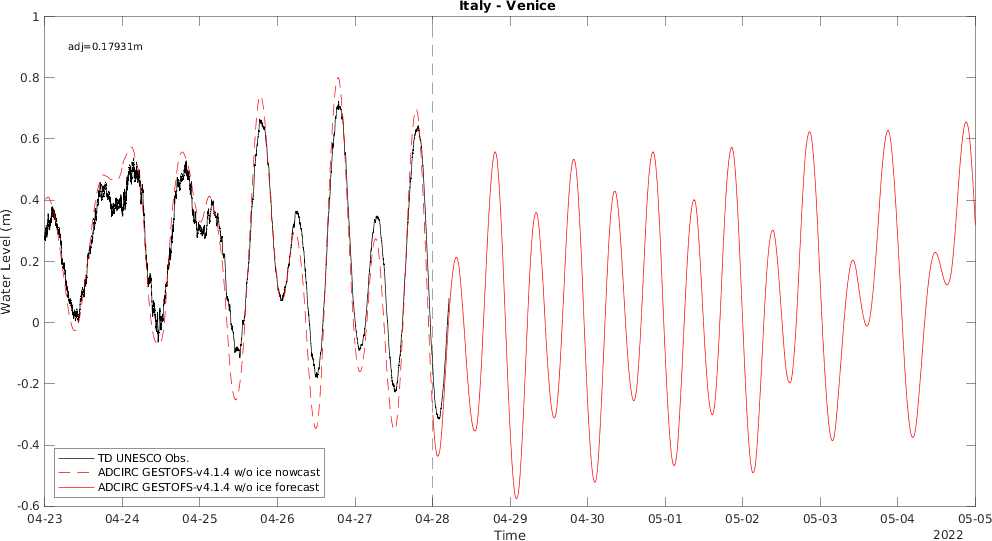 Italy - Venice
adj=0.17931m
Water Level (m)
1
0.8
0.6
0.4
0.2
0
-0.2
-0.4
-0.6
TD UNESCO Obs.
ADCIRC GESTOFS-v4.1.4 w/o ice nowcast
ADCIRC GESTOFS-v4.1.4 w/o ice forecast
04-23 04-24 04-25 04-26 04-27 04-28 04-29 04-30 05-01 05-02 05-03 05-04 05-05
Time
2022